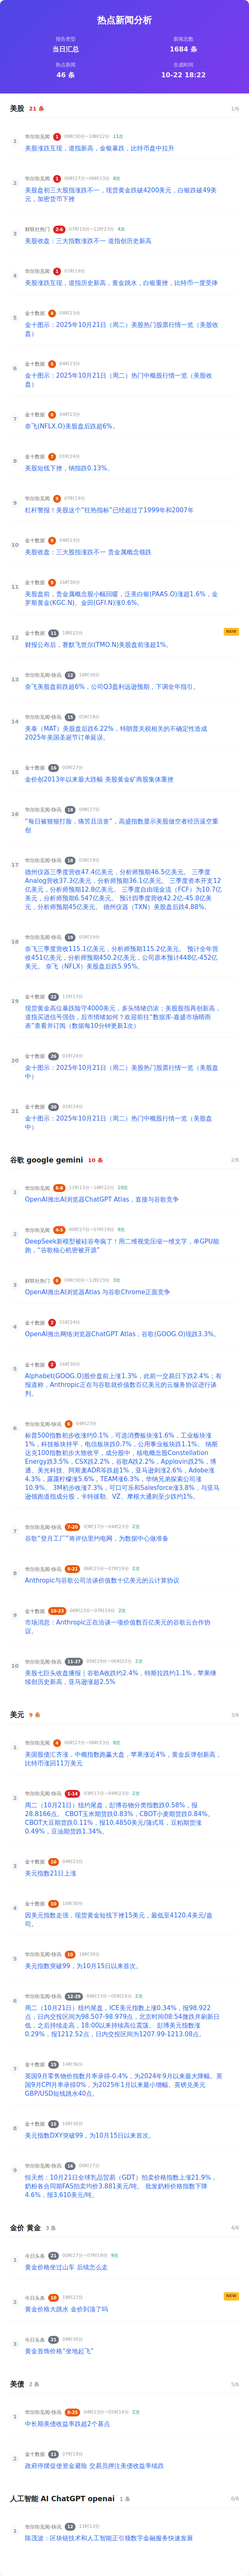 热点新闻分析
报告类型
当日汇总
新闻总数
1684 条
热点新闻
46 条
生成时间
10-22 18:22
美股 21 条 1/6
1
华尔街见闻 1 09时30分~18时22分 11次
美股涨跌互现，道指新高，金银暴跌，比特币盘中拉升
2
华尔街见闻 1 00时27分~06时23分 8次
美股盘初三大股指涨跌不一，现货黄金跌破4200美元，白银跌破49美
元，加密货币下挫
3
财联社热门 2-4 07时19分~12时23分 4次
美股收盘：三大指数涨跌不一 道指创历史新高
4
华尔街见闻 1 07时19分
美股涨跌互现，道指历史新高，黄金跳水，白银重挫，比特币一度受捧
5
金十数据 4 04时23分
金十图示：2025年10月21日（周二）美股热门股票行情一览（美股收
盘）
6
金十数据 5 04时23分
金十图示：2025年10月21日（周二）热门中概股行情一览（美股收
盘）
7
金十数据 6 04时23分
奈飞(NFLX.O)美股盘后跌超6%。
8
金十数据 7 01时24分
美股短线下挫，纳指跌0.13%。
9
华尔街见闻 9 07时19分
杠杆警报！美股这个“狂热指标”已经超过了1999年和2007年
10
金十数据 9 04时23分
美股收盘：三大股指涨跌不一 贵金属概念领跌
11
金十数据 9 16时30分
美股盘前，贵金属概念股小幅回暖，泛美白银(PAAS.O)涨超1.6%，金
罗斯黄金(KGC.N)、金田(GFI.N)涨0.6%。
12
金十数据 11 18时22分
NEW
财报公布后，赛默飞世尔(TMO.N)美股盘前涨超1%。
13
华尔街见闻-快讯 12 16时30分
奈飞美股盘前跌超6%，公司Q3盈利远逊预期，下调全年指引。
14
华尔街见闻-快讯 15 05时19分
美泰（MAT）美股盘后跌6.22%，特朗普关税相关的不确定性造成
2025年美国圣诞节订单延误。
15
金十数据 16 00时27分
金价创2013年以来最大跌幅 美股黄金矿商股集体重挫
16
华尔街见闻-快讯 18 00时27分
“每日被狠狠打脸，痛苦且沮丧”，高盛指数显示美股做空者经历逼空重
创
17
华尔街见闻-快讯 18 05时19分
德州仪器三季度营收47.4亿美元，分析师预期46.5亿美元。 三季度
Analog营收37.3亿美元，分析师预期36.1亿美元。 三季度资本开支12
亿美元，分析师预期12.8亿美元。 三季度自由现金流（FCF）为10.7亿
美元，分析师预期6.547亿美元。 预计四季度营收42.2亿-45.8亿
美元，分析师预期45亿美元。 德州仪器（TXN）美股盘后跌4.88%。
18
华尔街见闻-快讯 19 05时19分
奈飞三季度营收115.1亿美元，分析师预期115.2亿美元。 预计全年营
收451亿美元，分析师预期450.2亿美元，公司原本预计448亿-452亿
美元。 奈飞（NFLX）美股盘后跌5.95%。
19
金十数据 22 11时13分
现货黄金高位暴跌险守4000美元，多头情绪仍浓；美股股指再创新高，
道指买进信号强劲，后市情绪如何？欢迎前往“数据库-嘉盛市场晴雨
表”查看并订阅（数据每10分钟更新1次）
20
金十数据 26 01时24分
金十图示：2025年10月21日（周二）美股热门股票行情一览（美股盘
中）
21
金十数据 30 01时24分
金十图示：2025年10月21日（周二）热门中概股行情一览（美股盘
中）
谷歌 google gemini 10 条 2/6
1
华尔街见闻 6-8 11时13分~18时22分 10次
OpenAI推出AI浏览器ChatGPT Atlas，直接与谷歌竞争
2
华尔街见闻 4-5 00时27分~07时19分 9次
DeepSeek新模型被硅谷夸疯了！用二维视觉压缩一维文字，单GPU能
跑，“谷歌核心机密被开源”
3
财联社热门 6 09时30分~12时23分 3次
OpenAI推出AI浏览器Atlas 与谷歌Chrome正面竞争
4
金十数据 2 01时24分
OpenAI推出网络浏览器ChatGPT Atlas，谷歌(GOOG.O)现跌3.3%。
5
金十数据 2 16时30分
Alphabet(GOOG.O)股价盘前上涨1.3%，此前一交易日下跌2.4%；有
报道称，Anthropic正在与谷歌就价值数百亿美元的云服务协议进行谈
判。
6
华尔街见闻-快讯 6 04时23分
标普500指数初步收涨约0.1%，可选消费板块涨1.6%，工业板块涨
1%，科技板块持平，电信板块跌0.7%，公用事业板块跌1.1%。 纳斯
达克100指数初步大致收平，成分股中，核电概念股Constellation
Energy跌3.5%，CSX跌2.2%，谷歌A跌2.2%，Applovin跌2%，博
通、美光科技、阿斯麦ADR等跌超1%，亚马逊则涨2.6%，Adobe涨
4.3%，露露柠檬涨5.6%，TEAM涨6.3%，华纳兄弟探索公司涨
10.9%。 3M初步收涨7.3%，可口可乐和Salesforce涨3.8%，与亚马
逊领跑道指成分股，卡特彼勒、VZ、摩根大通则至少跌约1%。
7
华尔街见闻-快讯 7-20 03时17分~04时23分 2次
谷歌“登月工厂”将评估里约电网，为数据中心做准备
8
华尔街见闻-快讯 9-21 06时23分~07时19分 2次
Anthropic与谷歌公司洽谈价值数十亿美元的云计算协议
9
金十数据 10-23 06时23分~07时19分 2次
市场消息：Anthropic正在洽谈一项价值数百亿美元的谷歌云合作协
议。
10
华尔街见闻-快讯 11-27 05时19分~06时23分 2次
美股七巨头收盘播报｜谷歌A收跌约2.4%，特斯拉跌约1.1%，苹果继
续创历史新高，亚马逊涨超2.5%
美元 9 条 3/6
1
华尔街见闻 4 00时27分~06时23分 8次
美国股债汇齐涨，中概指数跑赢大盘，苹果涨近4%，黄金反弹创新高，
比特币涨回11万美元
2
华尔街见闻-快讯 1-14 03时17分~04时23分 2次
周二（10月21日）纽约尾盘，彭博谷物分类指数跌0.58%，报
28.8166点。 CBOT玉米期货跌0.83%，CBOT小麦期货跌0.84%。
CBOT大豆期货跌0.11%，报10.4850美元/蒲式耳，豆粕期货涨
0.49%，豆油期货跌1.34%。
3
金十数据 10 04时23分
美元指数21日上涨
4
金十数据 10 16时30分
因美元指数走强，现货黄金短线下挫15美元，最低至4120.4美元/盎
司。
5
华尔街见闻-快讯 10 16时30分
美元指数突破99，为10月15日以来首次。
6
华尔街见闻-快讯 12-29 04时23分~05时19分 2次
周二（10月21日）纽约尾盘，ICE美元指数上涨0.34%，报98.922
点，日内交投区间为98.507-98.979点，北京时间08:54微跌并刷新日
低，之后持续走高，18:00以来持续高位震荡。 彭博美元指数涨
0.29%，报1212.52点，日内交投区间为1207.99-1213.08点。
7
华尔街见闻-快讯 15 14时36分
英国9月零售物价指数月率录得-0.4%，为2024年9月以来最大降幅。英
国9月CPI月率录得0%，为2025年1月以来最小增幅。英镑兑美元
GBP/USD短线跳水40点。
8
金十数据 15 16时30分
美元指数DXY突破99，为10月15日以来首次。
9
华尔街见闻-快讯 16 00时27分
恒天然：10月21日全球乳品贸易（GDT）拍卖价格指数上涨21.9%，
奶粉各合同期FAS拍卖均价3.881美元/吨。 批发奶粉价格指数下降
4.6%，报3,610美元/吨。
金价 黄金 3 条 4/6
1
今日头条 21 00时27分~07时19分 9次
黄金价格坐过山车 后续怎么走
2
今日头条 16 18时22分
NEW
黄金价格大跳水 金价到顶了吗
3
今日头条 21 09时30分
黄金首饰价格“坐地起飞”
美债 2 条 5/6
1
华尔街见闻-快讯 8-25 04时23分~05时19分 2次
中长期美债收益率跌超2个基点
2
金十数据 11 07时19分
政府停摆促使资金避险 交易员押注美债收益率续跌
人工智能 AI ChatGPT openai 1 条 6/6
1
华尔街见闻-快讯 12 11时13分
陈茂波：区块链技术和人工智能正引领数字金融服务快速发展